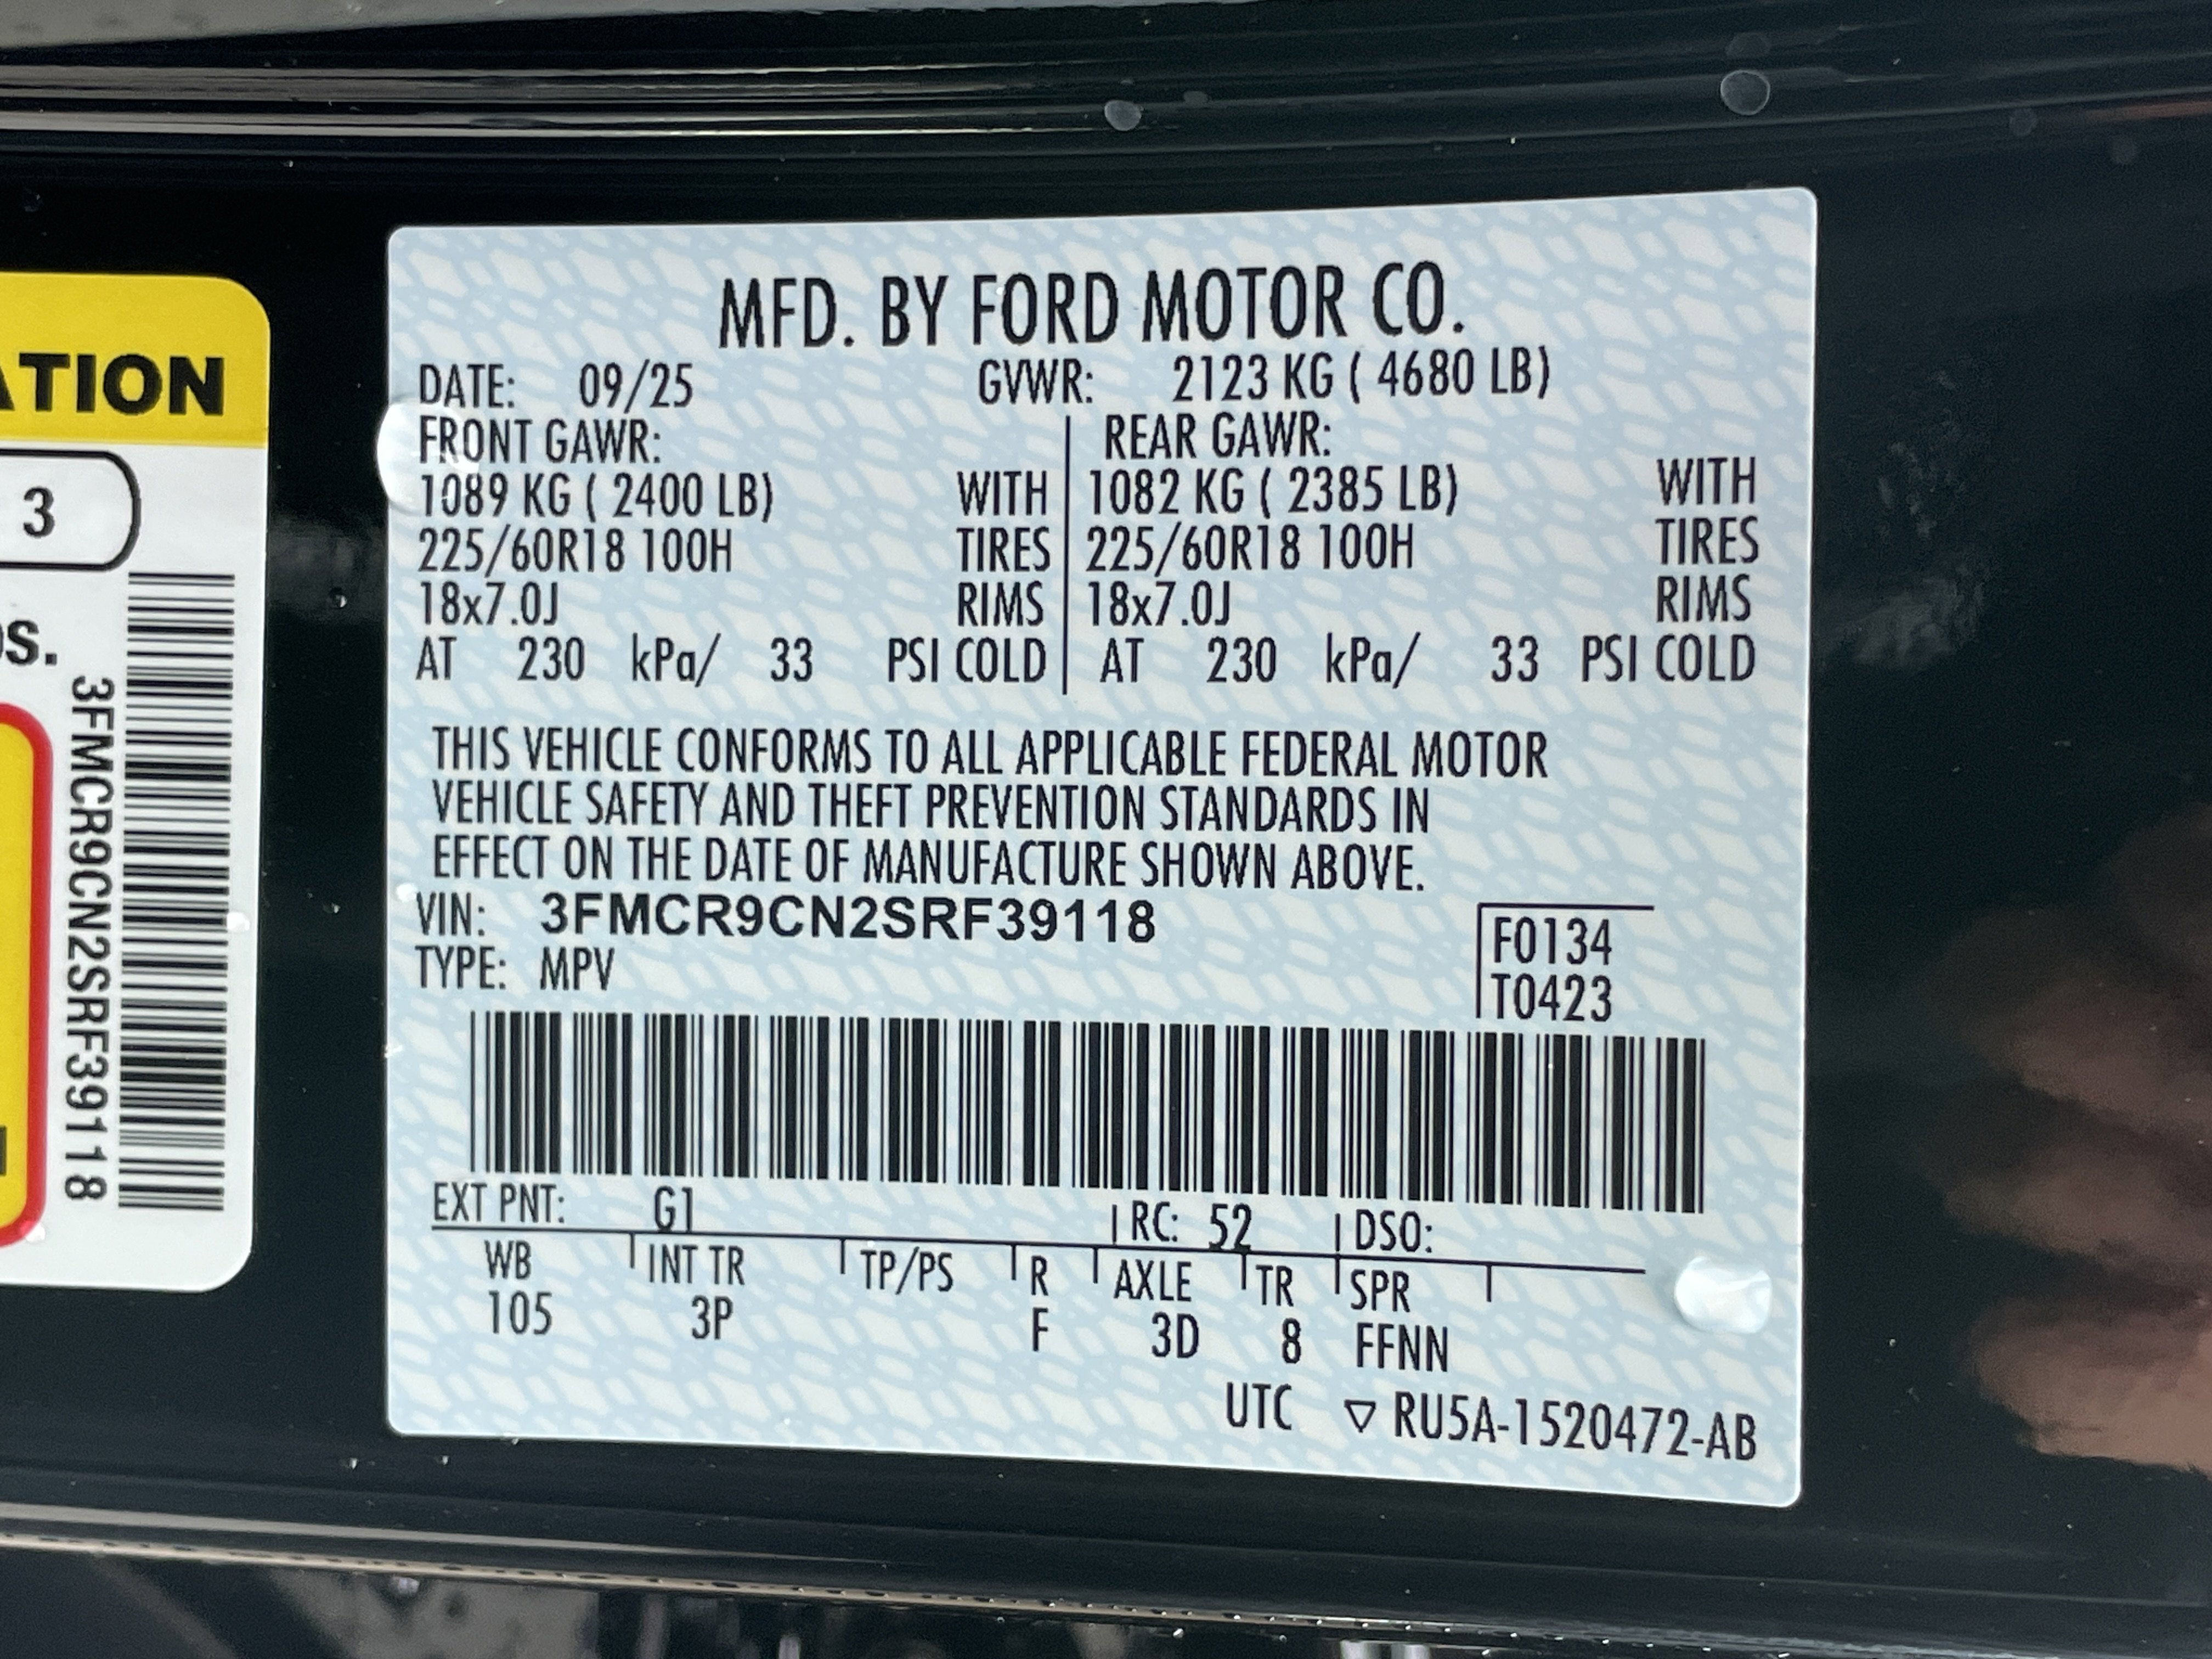 ATION
3
os.
3FMCR9CN2SRF39118
MFD. BY FORD MOTOR CO.
DATE: 09/25 GVWR: 2123 KG ( 4680 LB)
FRONT GAWR: REAR GAWR:
1089 KG ( 2400 LB) WITH 1082 KG ( 2385 LB) WITH
225/60R18 100H TIRES 225/60R18 100H TIRES
18x7.0J RIMS 18x7.0J RIMS
AT 230 kPa/ 33 PSI COLD AT 230 kPa/ 33 PSI COLD
THIS VEHICLE CONFORMS TO ALL APPLICABLE FEDERAL MOTOR
VEHICLE SAFETY AND THEFT PREVENTION STANDARDS IN
EFFECT ON THE DATE OF MANUFACTURE SHOWN ABOVE.
VIN: 3FMCR9CN2SRF39118 F0134
TYPE: MPV T0423
EXT PNT: G1 RC: 52 DSO:
WB INT TR TP/PS R AXLE TR SPR
105 3P F 3D 8 FFNN
UTC ▽ RU5A-1520472-AB